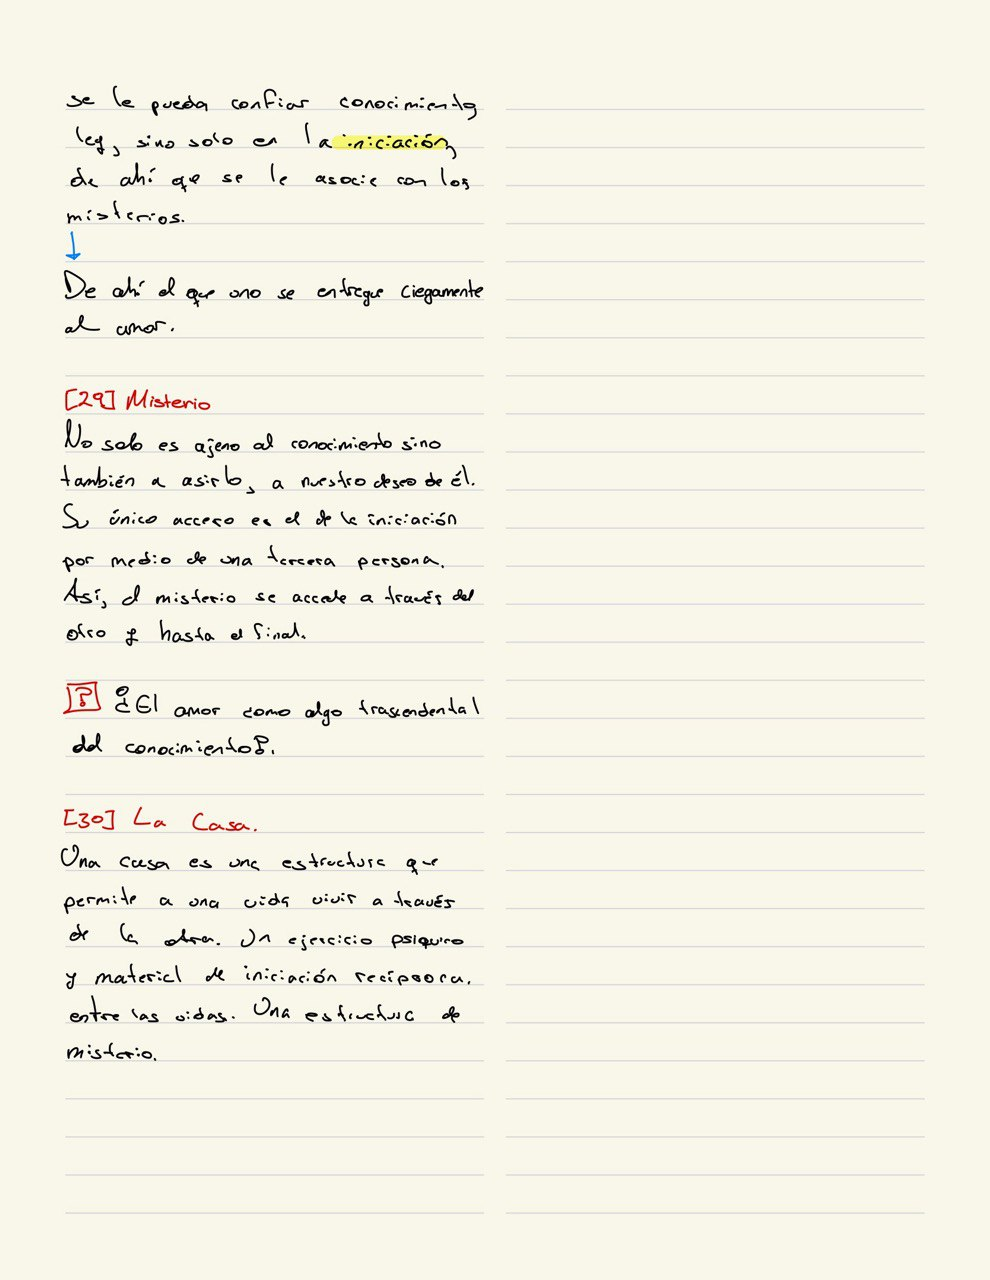 se le pueda confiar conocimiento
ley, sino solo en la iniciación,
de ahí que se le asocie con los
misterios.
↓
De ahí el que uno se entregue ciegamente
al amor.
[29] Misterio
No solo es ajeno al conocimiento sino
también a asirlo, a nuestro deseo de él.
Su único acceso es el de la iniciación
por medio de una tercera persona.
Así, el misterio se accede a través del
otro y hasta el final.
[?] ¿El amor como algo trascendental
del conocimiento?.
[30] La Casa.
Una casa es una estructura que
permite a una vida vivir a través
de la otra. Un ejercicio psíquico
y material de iniciación recíproca.
entre las vidas. Una estructura de
misterio.